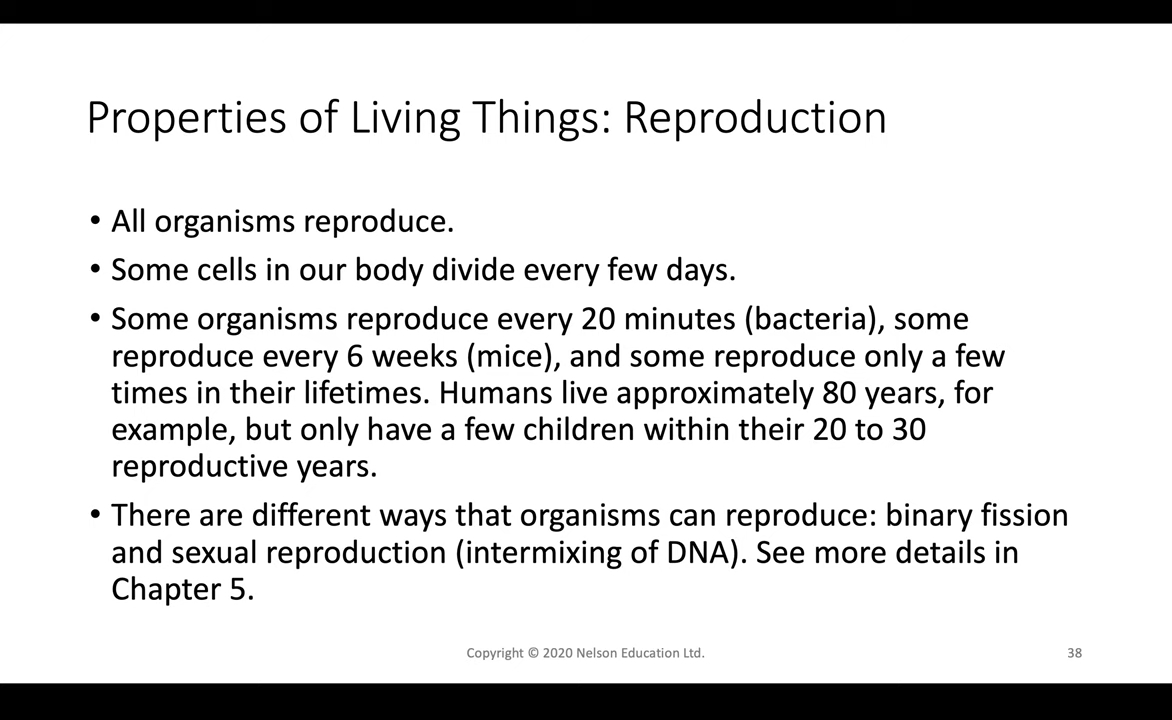 Properties of Living Things: Reproduction
• All organisms reproduce.
• Some cells in our body divide every few days.
• Some organisms reproduce every 20 minutes (bacteria), some
reproduce every 6 weeks (mice), and some reproduce only a few
times in their lifetimes. Humans live approximately 80 years, for
example, but only have a few children within their 20 to 30
reproductive years.
• There are different ways that organisms can reproduce: binary fission
and sexual reproduction (intermixing of DNA). See more details in
Chapter 5.
Copyright © 2020 Nelson Education Ltd.
38